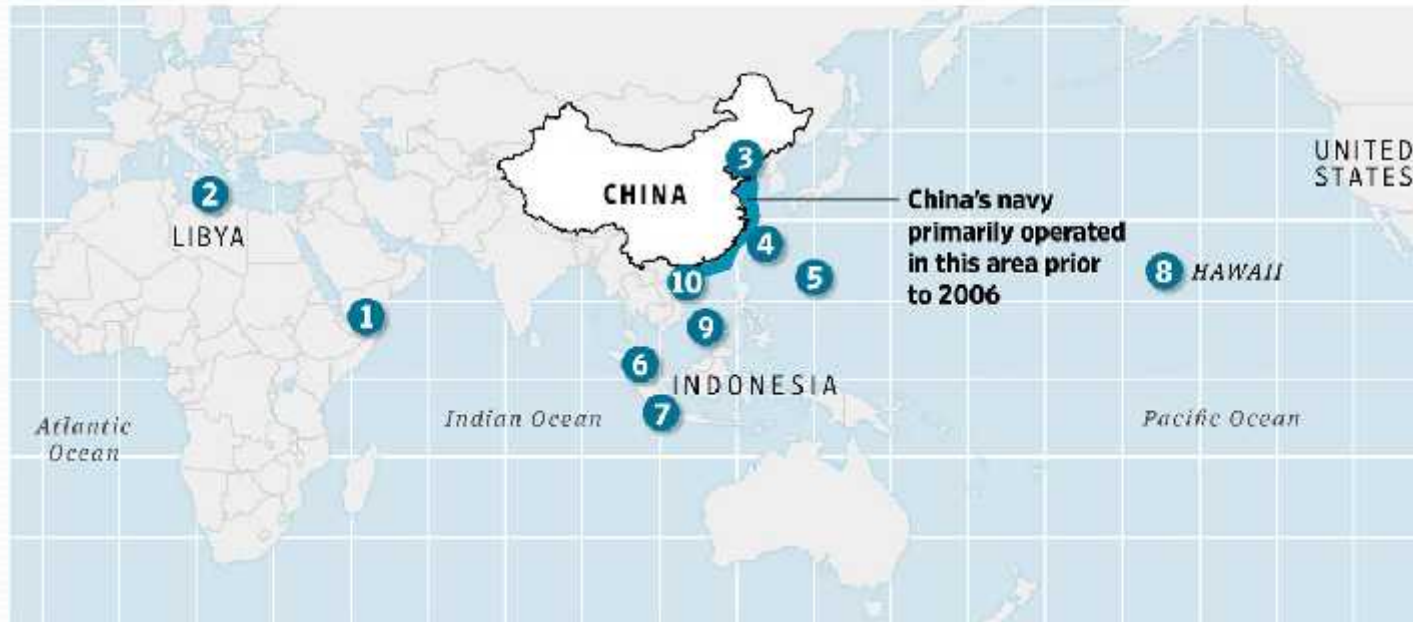 UNITED
STATES
3
CHINA
2
China's navy
primarily operated
in this area prior
to 2006
LIBYA
4
5
8 HAWAII
10
1
9
6
INDONESIA
7
Indian Ocean
Pacific Ocean
Atlantic
Ocean